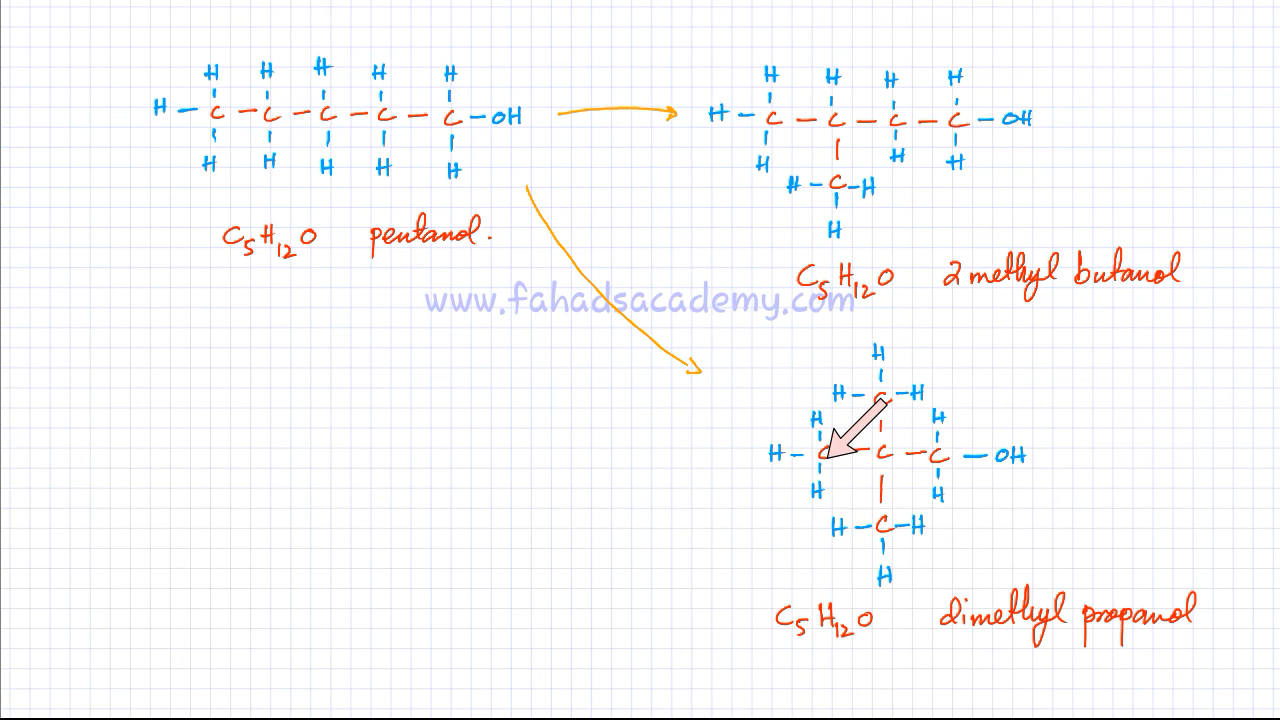 H H H H H
H – C – C – C – C – C – OH
H H H H H
C₅H₁₂O pentanol.
H H H H
H – C – C – C – C – OH
H H H
H – C – H
H
C₅H₁₂O 2 methyl butanol
www.fahadsacademy.com
H
H – C – H
H H
H – C – C – C – OH
H H
H – C – H
H
C₅H₁₂O dimethyl propanol